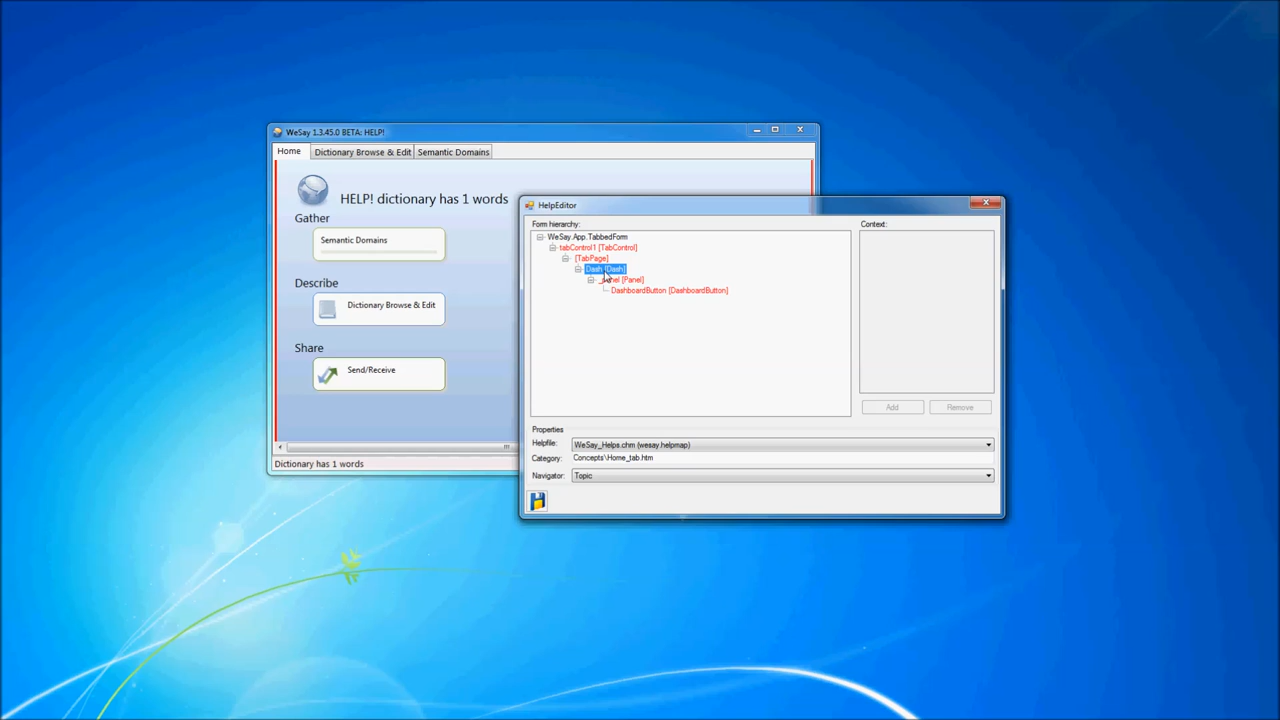 WeSay 1.3.45.0 BETA: HELP!
Home
Dictionary Browse & Edit
Semantic Domains
HELP! dictionary has 1 words
Gather
Semantic Domains
Describe
Dictionary Browse & Edit
Share
Send/Receive
Dictionary has 1 words
HelpEditor
Form hierarchy:
WeSay.App.TabbedForm
tabControl1 [TabControl]
[TabPage]
Dash [Dash]
[Panel]
DashboardButton [DashboardButton]
Context:
Add
Remove
Properties
Helpfile:
WeSay_Helps.chm (wesay.helpmap)
Category:
Concepts\Home_tab.htm
Navigator:
Topic